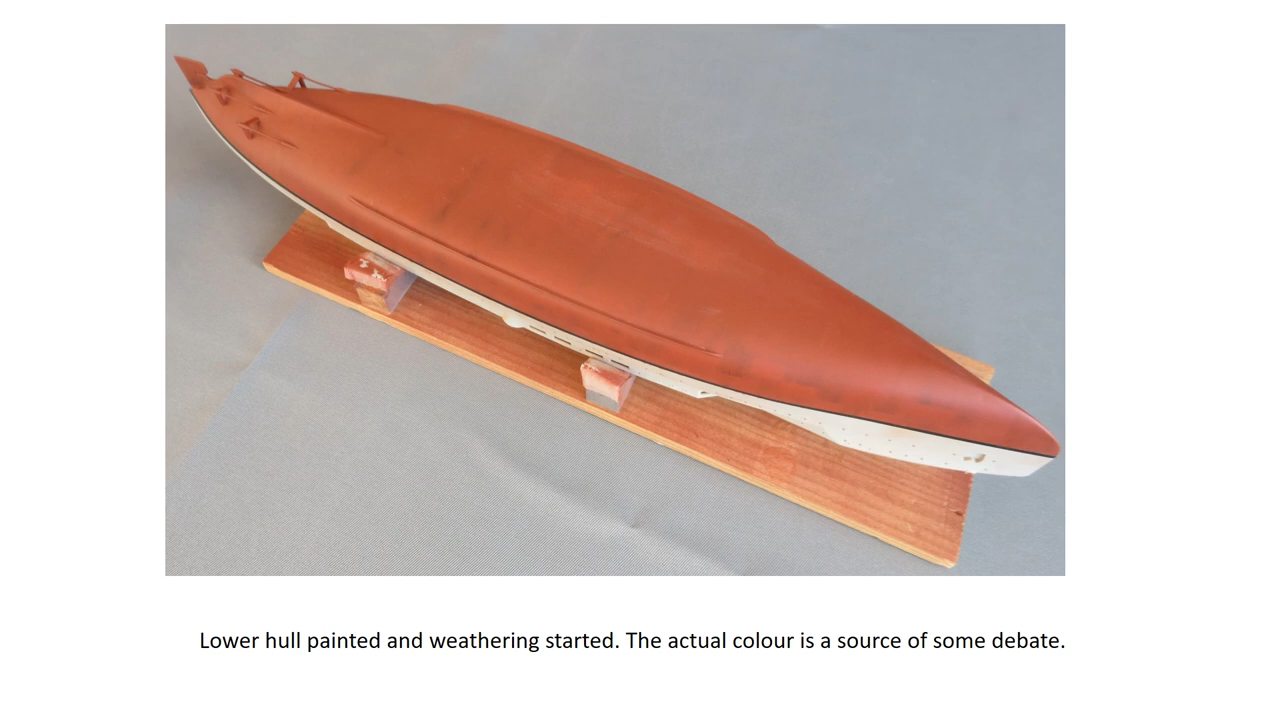 Lower hull painted and weathering started. The actual colour is a source of some debate.